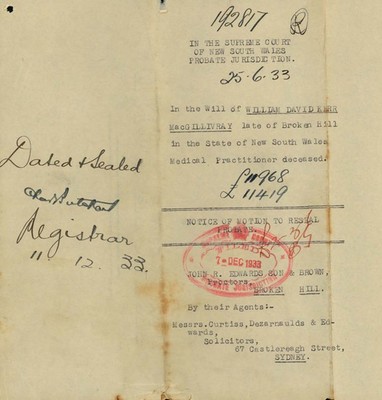 192817
IN THE SUPREME COURT
OF NEW SOUTH WALES
PROBATE JURISDICTION.
25.6.33
In the Will of WILLIAM DAVID KERR
MacGILLIVRAY late of Broken Hill
in the State of New South Wales
Medical Practitioner deceased.
£11968
£11419
NOTICE OF MOTION TO RESEAL
PROBATE.
FILED
7-DEC 1933
JOHN R. EDWARDS SON & BROWN,
Proctors,
BROKEN HILL.
By their Agents:-
Messrs. Curtiss, Dezarnaulds & Ed-
wards,
Solicitors,
67 Castlereagh Street,
SYDNEY.
Dated & Sealed
Registrar
11 12. 33.